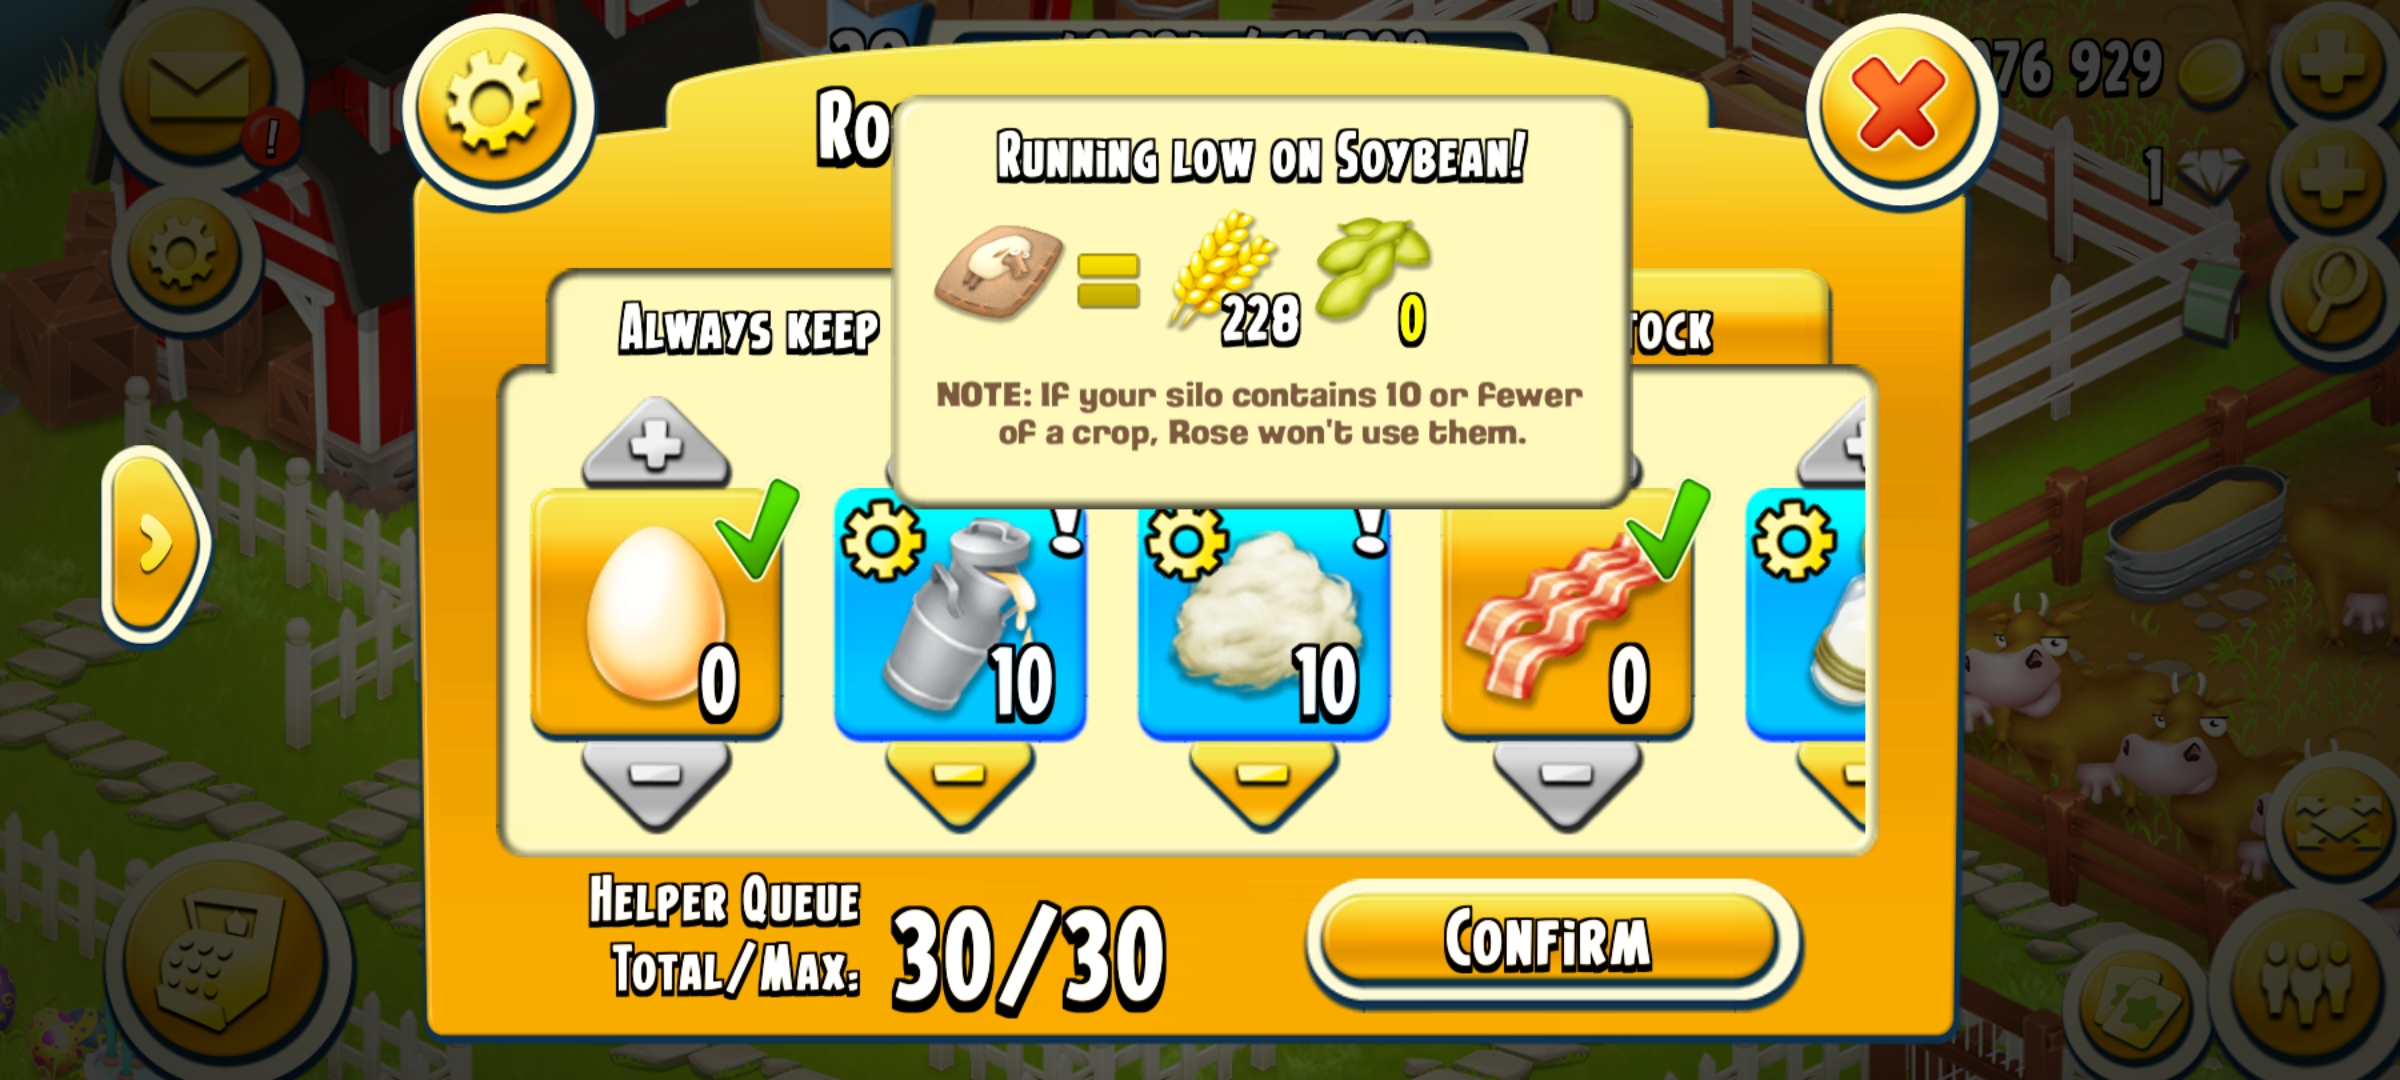 76 929
Ro
RUNNiNG LOW ON SOYBEAN!
1
228
0
ALWAYS KEEP
TOCK
NOTE: If your silo contains 10 or fewer
of a crop, Rose won't use them.
0
10
10
0
HELPER QUEUE
TOTAL/MAX:
30/30
CONFiRM